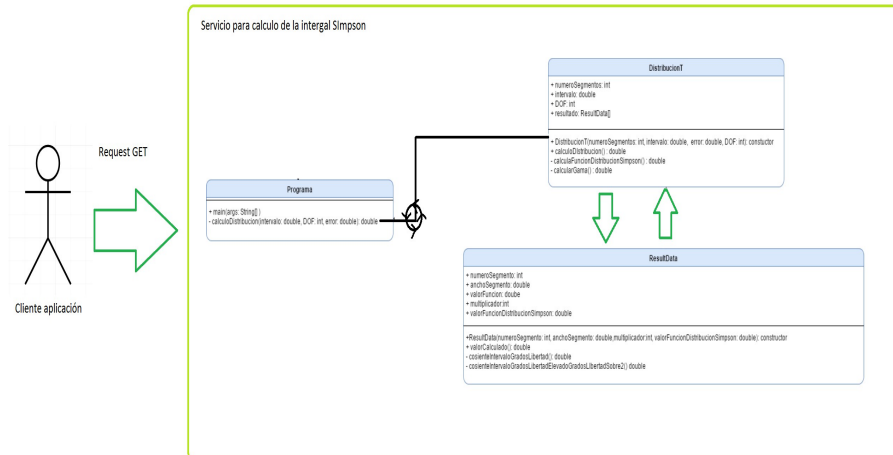 Servicio para calculo de la intergal SImpson
Request GET
Cliente aplicación
Programa
+ main(args: String[] )
- calculoDistribucion(intervalo: double, DOF: int, error: double): double
DistribucionT
+ numeroSegmentos: int
+ intervalo: double
+ DOF: int
+ resultado: ResultData[]
+ DistribucionT(numeroSegmentos: int, intervalo: double, error: double, DOF: int): constuctor
+ calculoDistribucion() : double
- calculaFuncionDistribucionSimpson() : double
- calcularGama() : double
ResultData
+ numeroSegmento: int
+ anchoSegmento: double
+ valorFuncion: doube
+ multiplicador:int
+ valorFuncionDistribucionSimpson: double
+ResultData(numeroSegmento: int, anchoSegmento: double,multiplicador:int, valorFuncionDistribucionSimpson: double): constructor
+ valorCalculado(): double
- cosienteIntervaloGradosLibertad(): double
- cosienteIntervaloGradosLibertadElevadoGradosLibertadSobre2() double